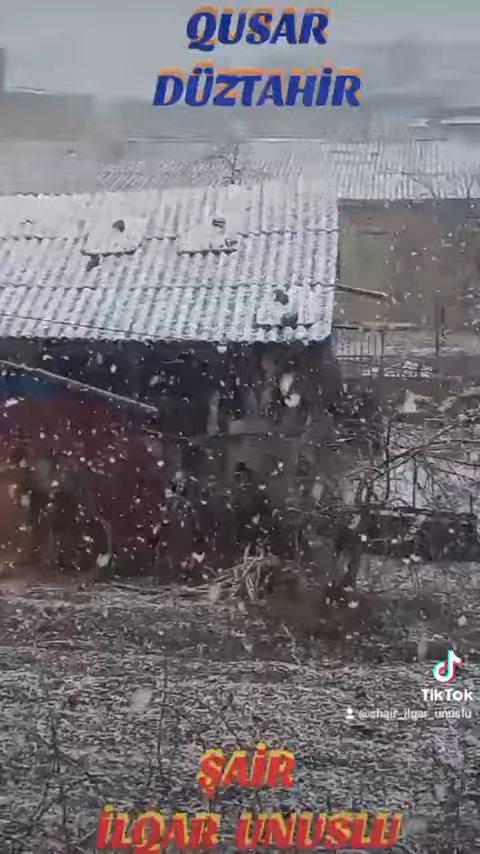 QUSAR
DÜZTAHİR
TikTok
@shair_ilqar_unuslu
ŞAİR
İLQAR UNUSLU